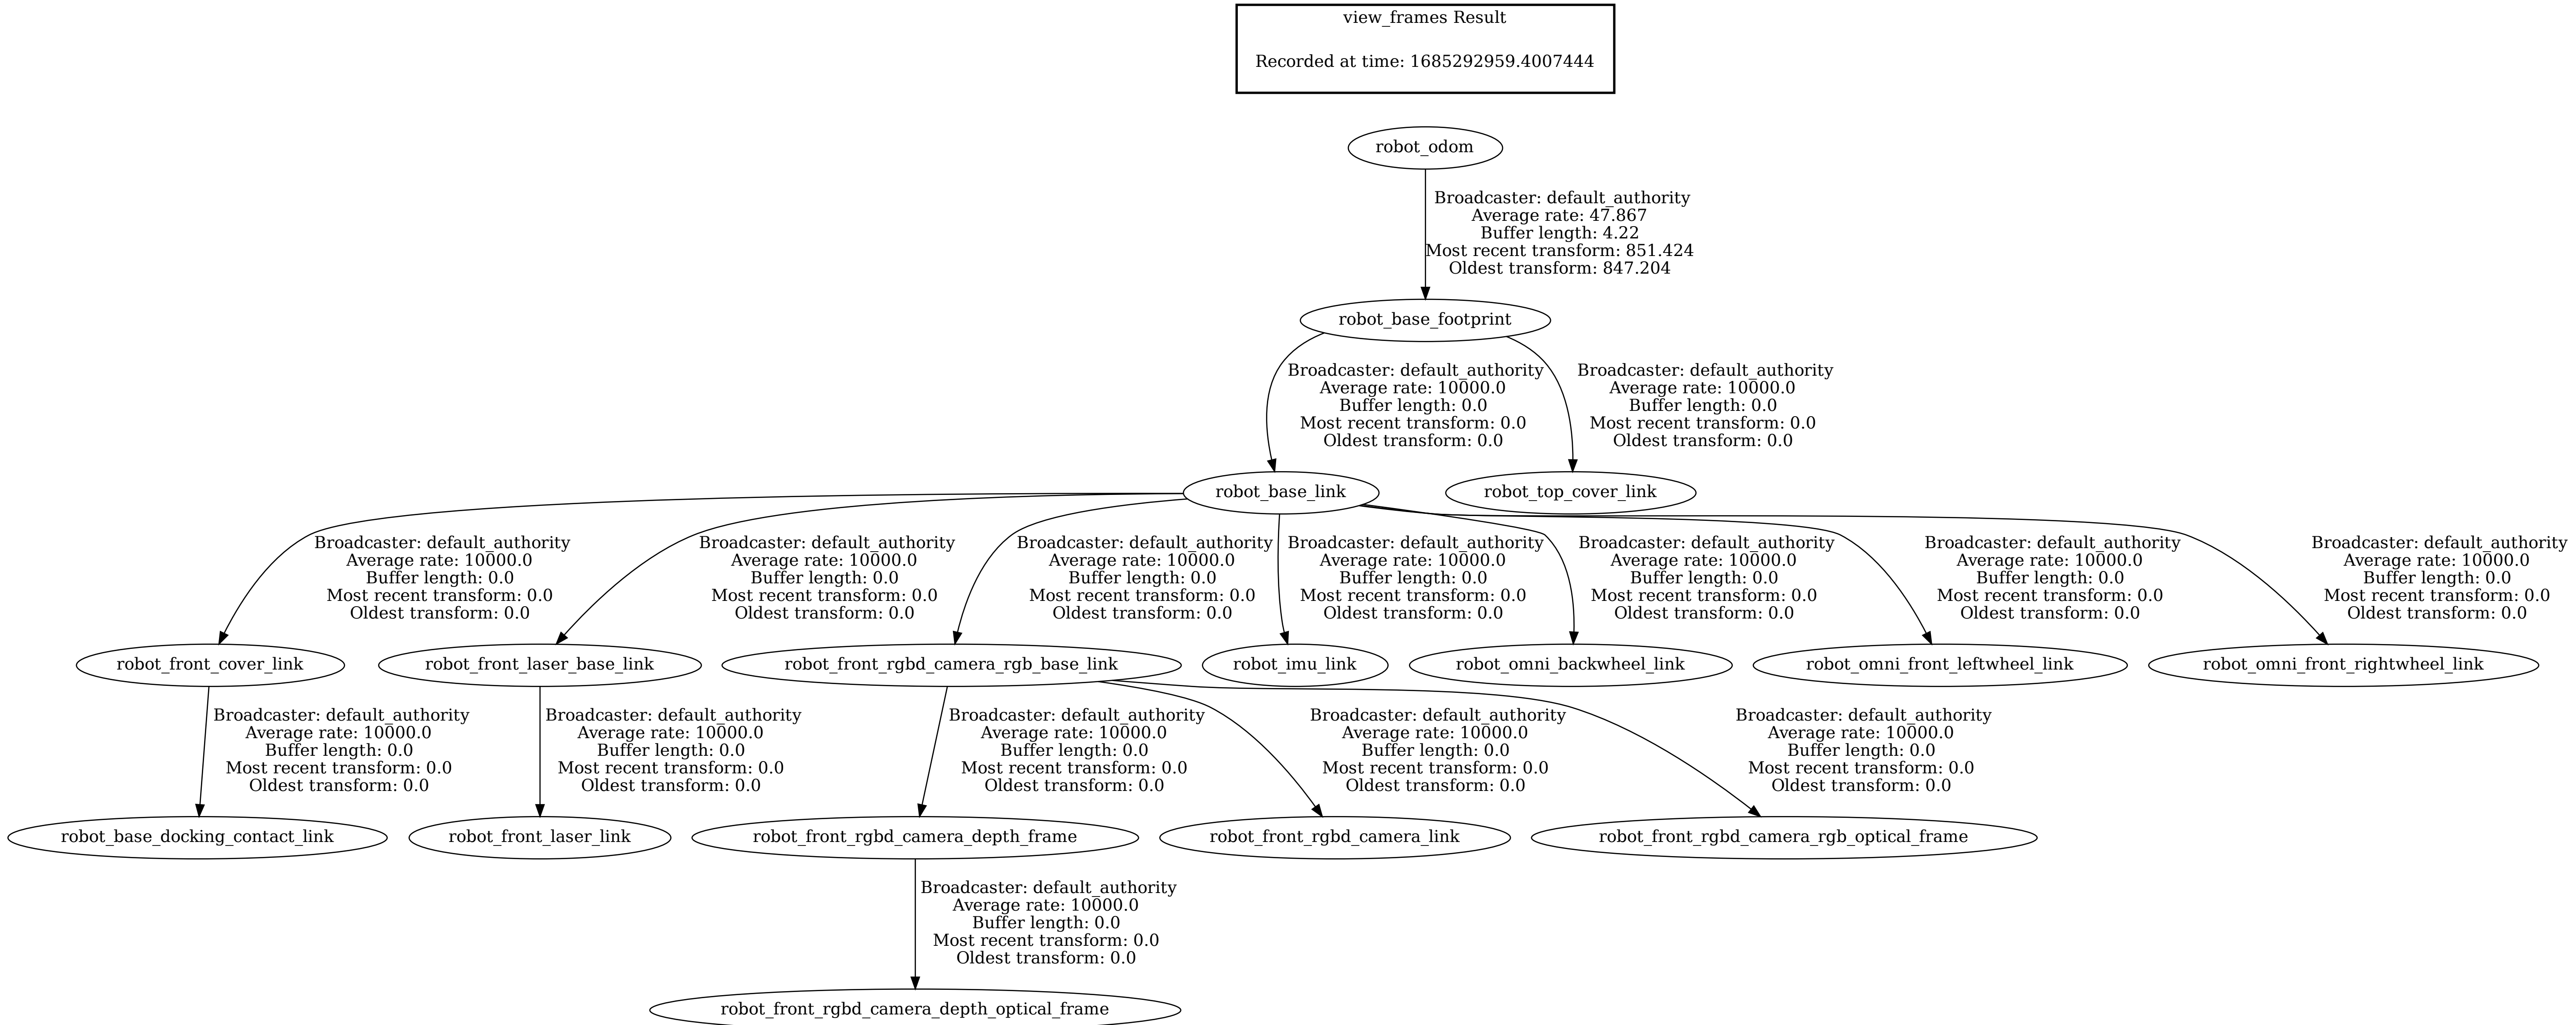 view_frames Result
Recorded at time: 1685292959.4007444
robot_odom
Broadcaster: default_authority
Average rate: 47.867
Buffer length: 4.22
Most recent transform: 851.424
Oldest transform: 847.204
robot_base_footprint
Broadcaster: default_authority
Average rate: 10000.0
Buffer length: 0.0
Most recent transform: 0.0
Oldest transform: 0.0
Broadcaster: default_authority
Average rate: 10000.0
Buffer length: 0.0
Most recent transform: 0.0
Oldest transform: 0.0
robot_base_link
robot_top_cover_link
Broadcaster: default_authority
Average rate: 10000.0
Buffer length: 0.0
Most recent transform: 0.0
Oldest transform: 0.0
Broadcaster: default_authority
Average rate: 10000.0
Buffer length: 0.0
Most recent transform: 0.0
Oldest transform: 0.0
Broadcaster: default_authority
Average rate: 10000.0
Buffer length: 0.0
Most recent transform: 0.0
Oldest transform: 0.0
Broadcaster: default_authority
Average rate: 10000.0
Buffer length: 0.0
Most recent transform: 0.0
Oldest transform: 0.0
Broadcaster: default_authority
Average rate: 10000.0
Buffer length: 0.0
Most recent transform: 0.0
Oldest transform: 0.0
Broadcaster: default_authority
Average rate: 10000.0
Buffer length: 0.0
Most recent transform: 0.0
Oldest transform: 0.0
Broadcaster: default_authority
Average rate: 10000.0
Buffer length: 0.0
Most recent transform: 0.0
Oldest transform: 0.0
robot_front_cover_link
robot_front_laser_base_link
robot_front_rgbd_camera_rgb_base_link
robot_imu_link
robot_omni_backwheel_link
robot_omni_front_leftwheel_link
robot_omni_front_rightwheel_link
Broadcaster: default_authority
Average rate: 10000.0
Buffer length: 0.0
Most recent transform: 0.0
Oldest transform: 0.0
Broadcaster: default_authority
Average rate: 10000.0
Buffer length: 0.0
Most recent transform: 0.0
Oldest transform: 0.0
Broadcaster: default_authority
Average rate: 10000.0
Buffer length: 0.0
Most recent transform: 0.0
Oldest transform: 0.0
Broadcaster: default_authority
Average rate: 10000.0
Buffer length: 0.0
Most recent transform: 0.0
Oldest transform: 0.0
Broadcaster: default_authority
Average rate: 10000.0
Buffer length: 0.0
Most recent transform: 0.0
Oldest transform: 0.0
robot_base_docking_contact_link
robot_front_laser_link
robot_front_rgbd_camera_depth_frame
robot_front_rgbd_camera_link
robot_front_rgbd_camera_rgb_optical_frame
Broadcaster: default_authority
Average rate: 10000.0
Buffer length: 0.0
Most recent transform: 0.0
Oldest transform: 0.0
robot_front_rgbd_camera_depth_optical_frame